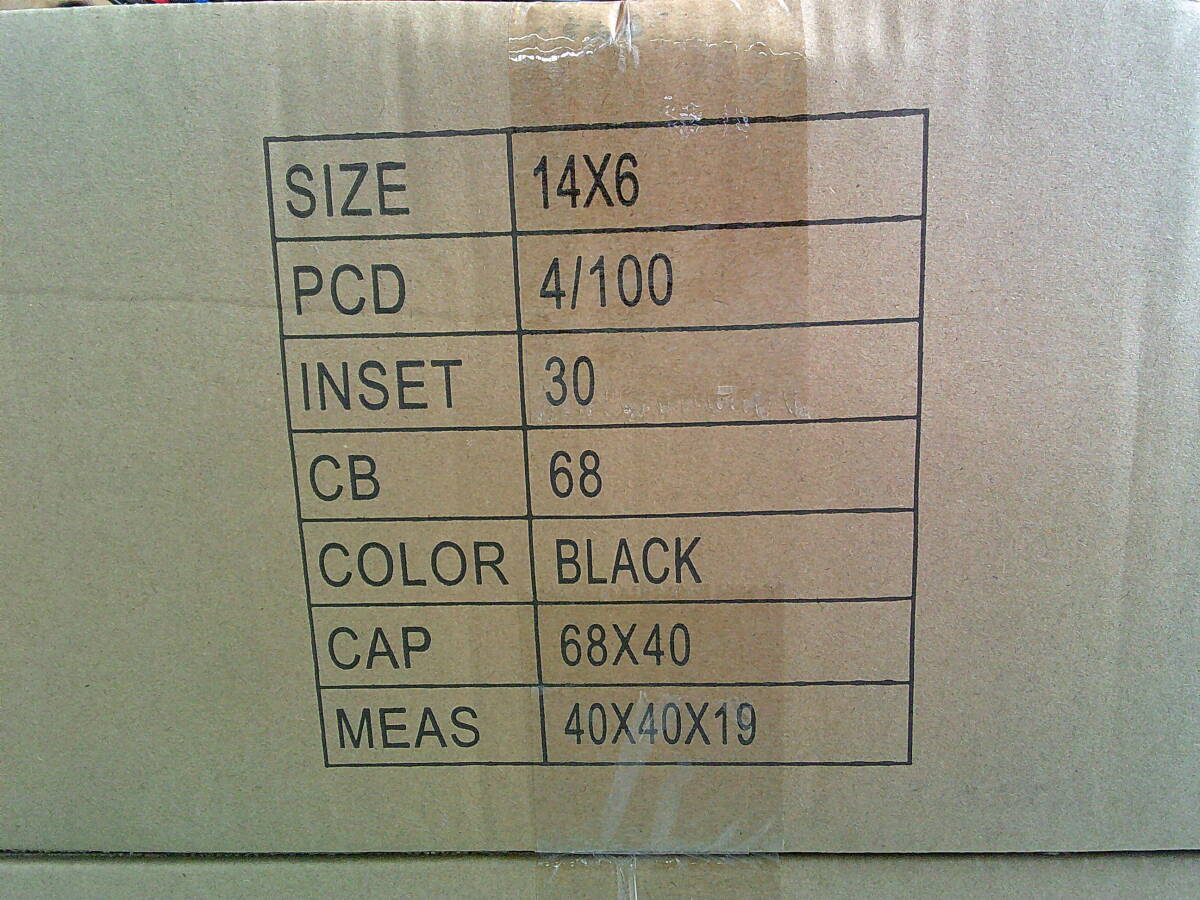 SIZE 14X6
PCD 4/100
INSET 30
CB 68
COLOR BLACK
CAP 68X40
MEAS 40X40X19